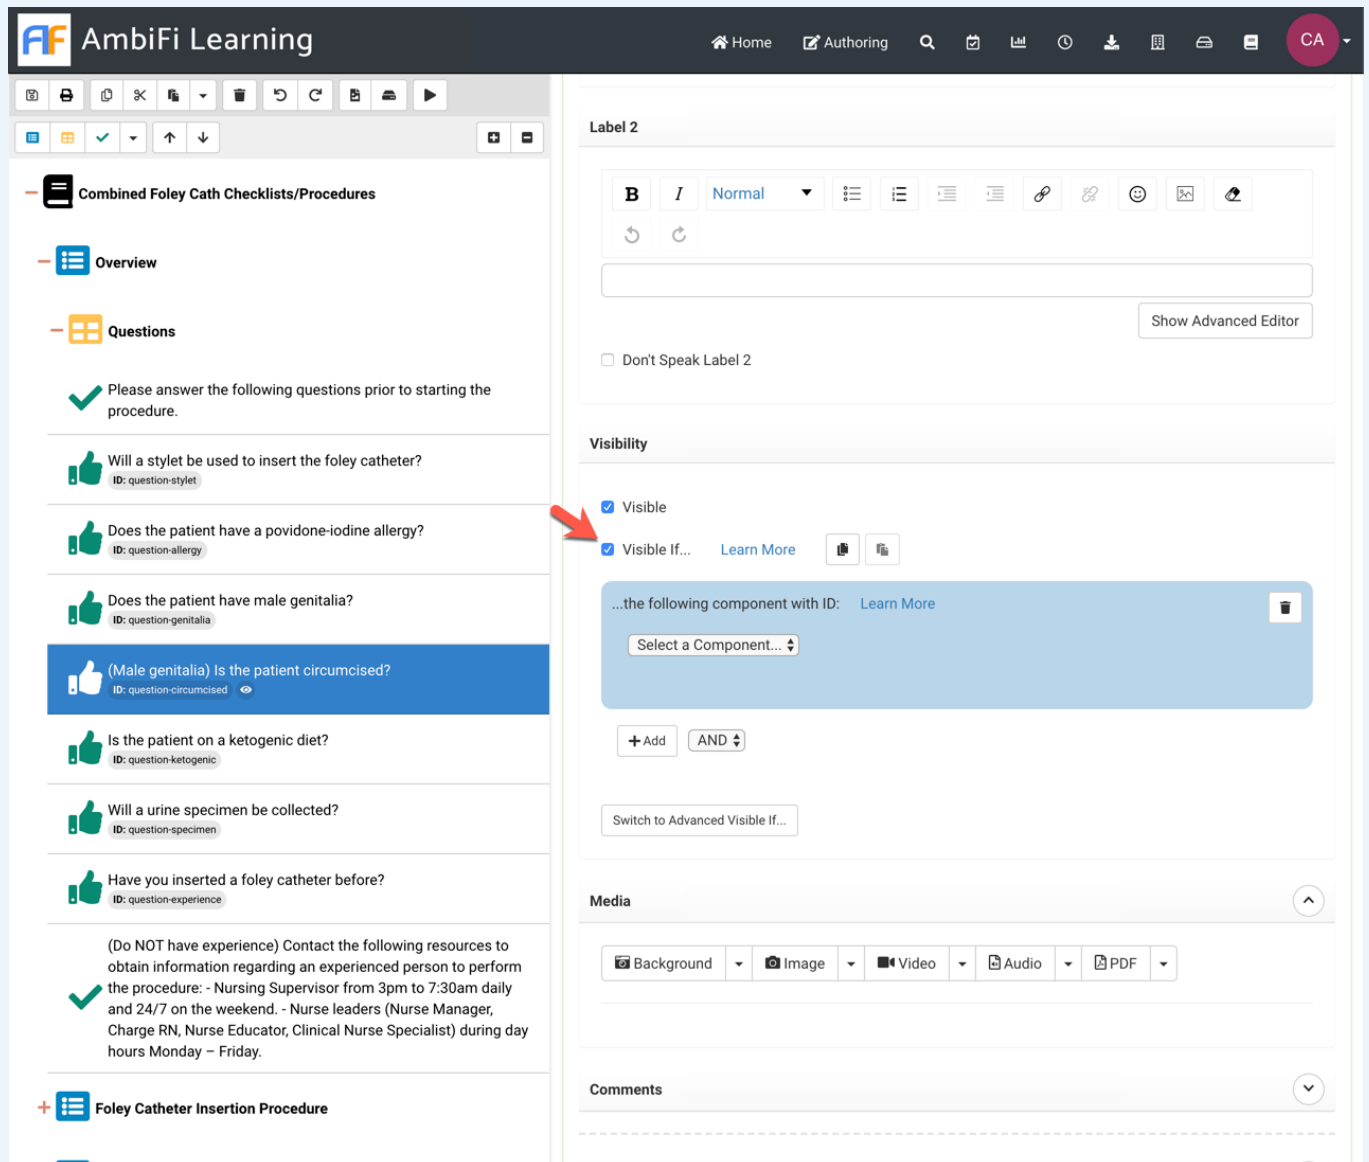 AF AmbiFi Learning
Home Authoring CA
Combined Foley Cath Checklists/Procedures
Overview
Questions
Please answer the following questions prior to starting the
procedure.
Will a stylet be used to insert the foley catheter?
ID: question-stylet
Does the patient have a povidone-iodine allergy?
ID: question-allergy
Does the patient have male genitalia?
ID: question-genitalia
(Male genitalia) Is the patient circumcised?
ID: question-circumcised
Is the patient on a ketogenic diet?
ID: question-ketogenic
Will a urine specimen be collected?
ID: question-specimen
Have you inserted a foley catheter before?
ID: question-experience
(Do NOT have experience) Contact the following resources to
obtain information regarding an experienced person to perform
the procedure: - Nursing Supervisor from 3pm to 7:30am daily
and 24/7 on the weekend. - Nurse leaders (Nurse Manager,
Charge RN, Nurse Educator, Clinical Nurse Specialist) during day
hours Monday – Friday.
Foley Catheter Insertion Procedure
Label 2
B I Normal
Show Advanced Editor
Don't Speak Label 2
Visibility
Visible
Visible If... Learn More
...the following component with ID: Learn More
Select a Component...
+Add AND
Switch to Advanced Visible If...
Media
Background Image Video Audio PDF
Comments